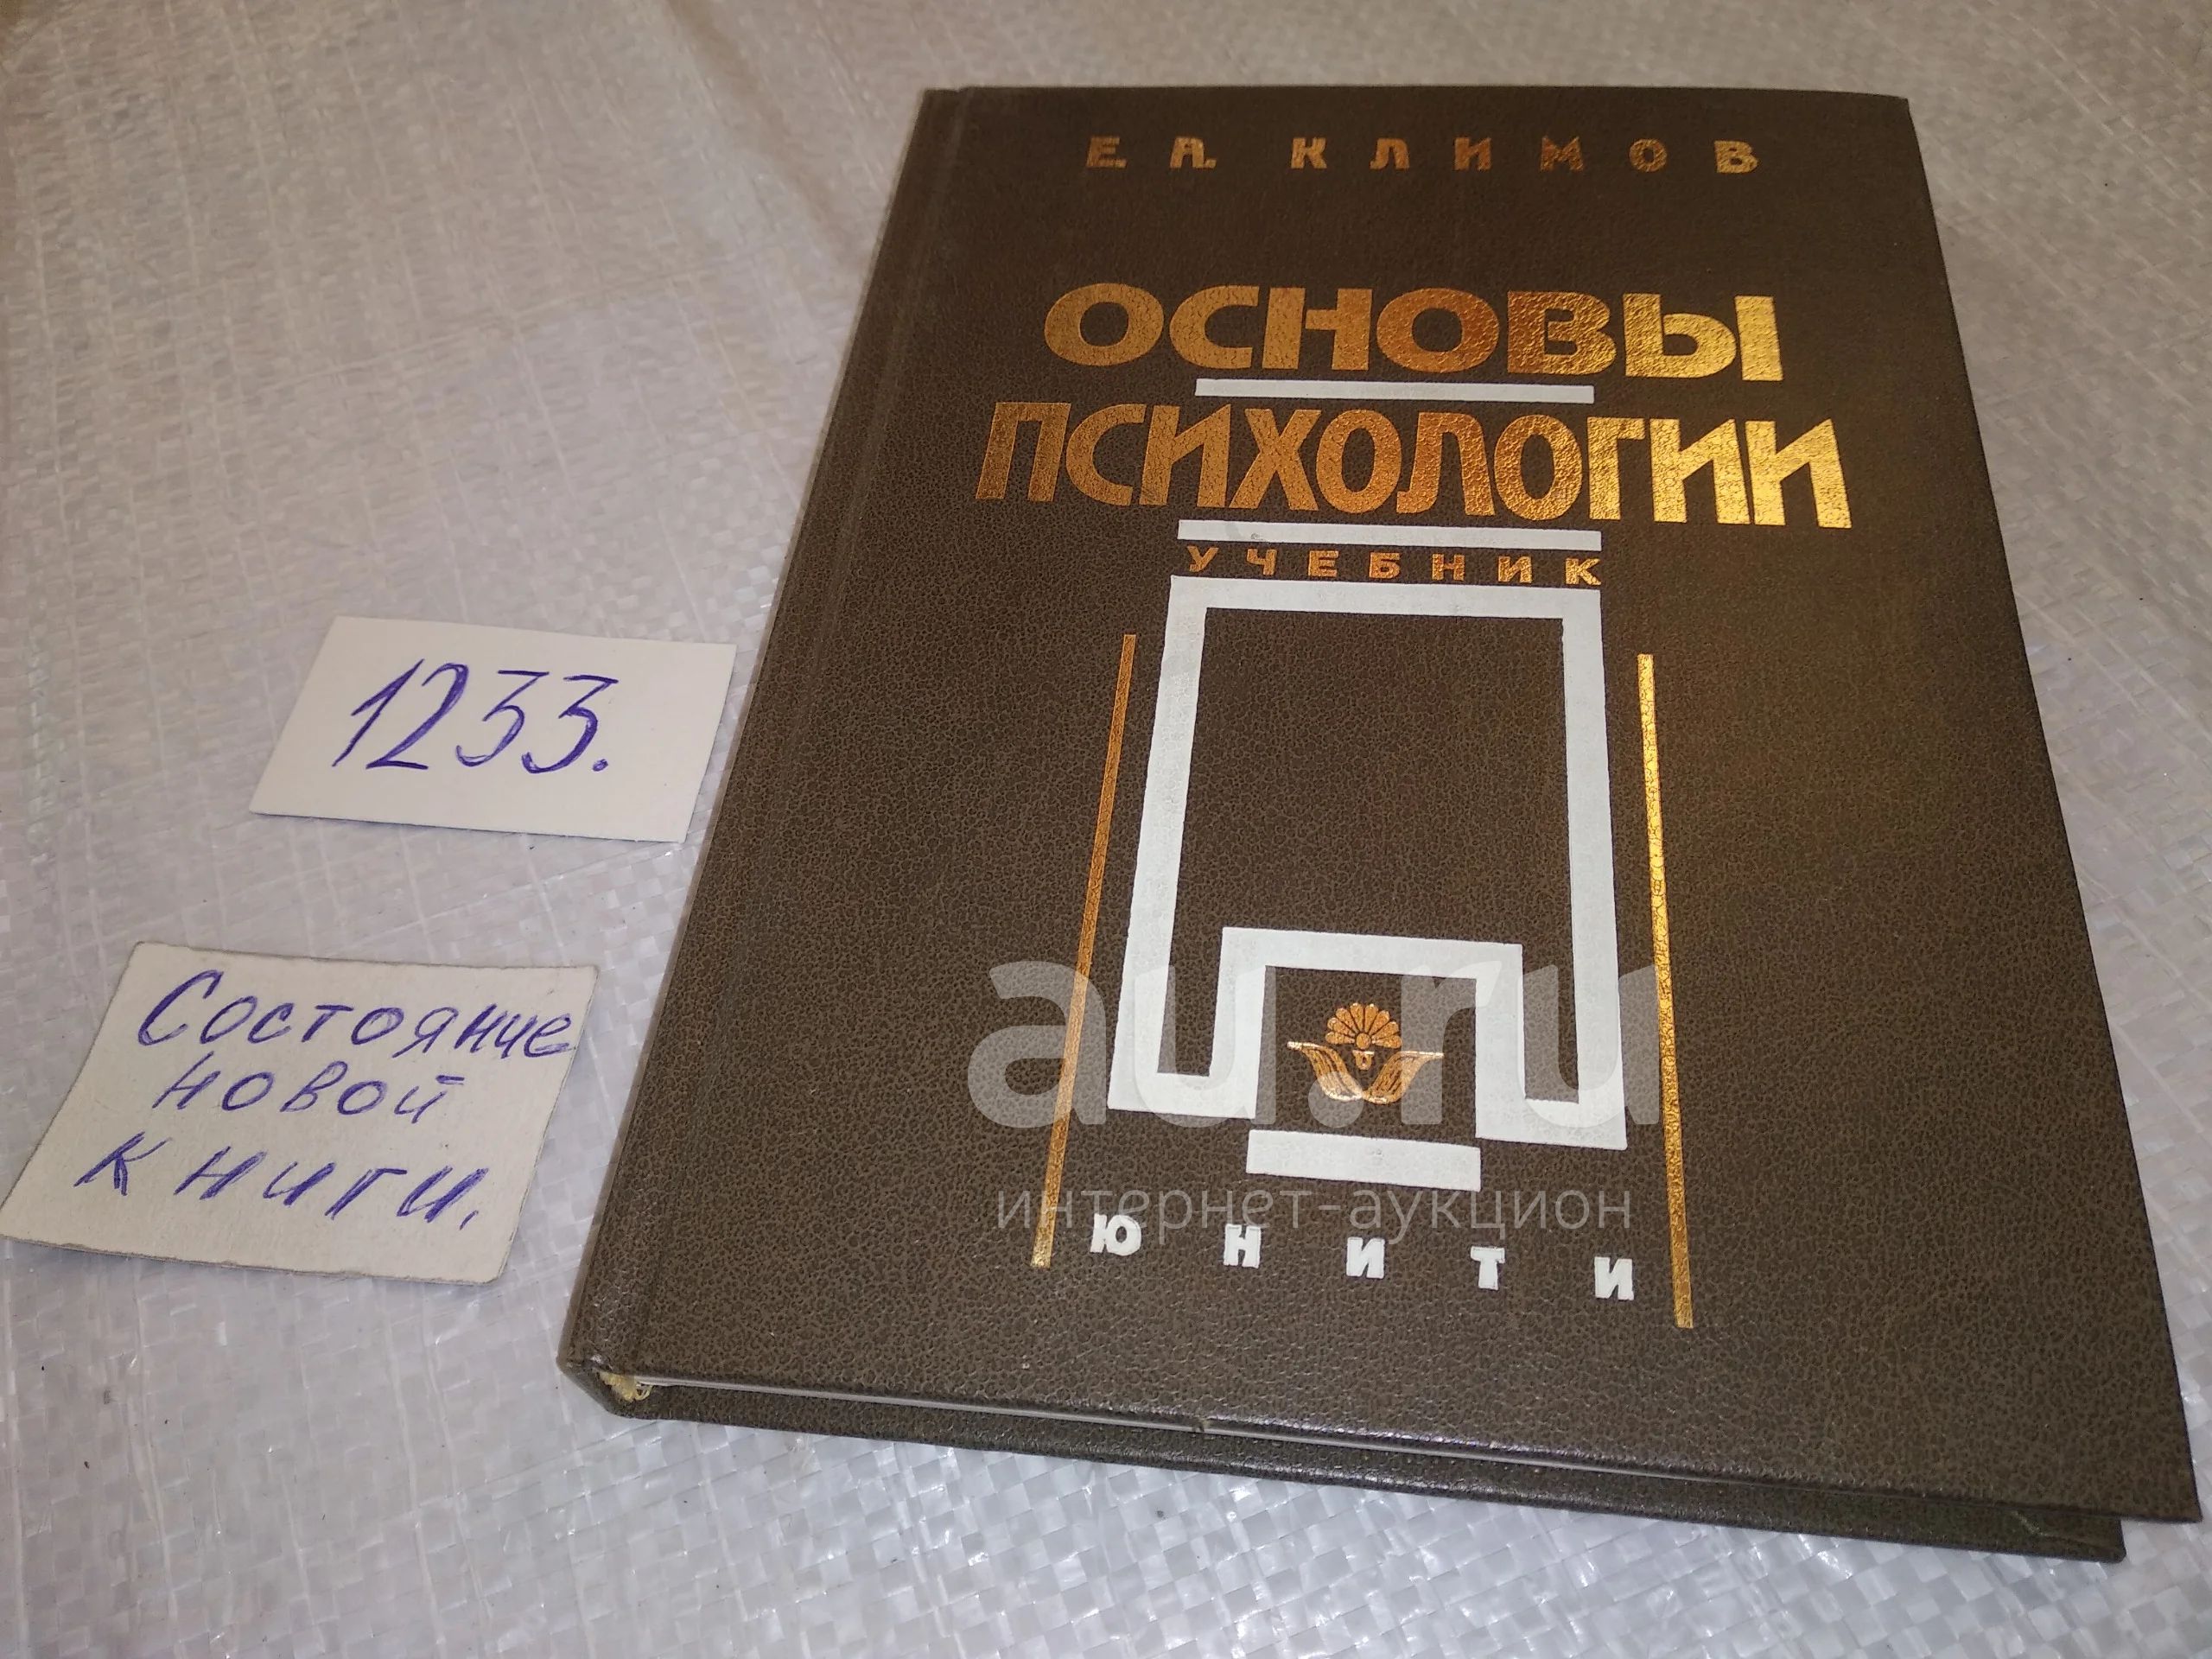 Е. А. КЛИМОВ
ОСНОВЫ
ПСИХОЛОГИИ
УЧЕБНИК
1233.
Состояние
новой
книги.
au.ru
интернет-аукцион
ЮНИТИ